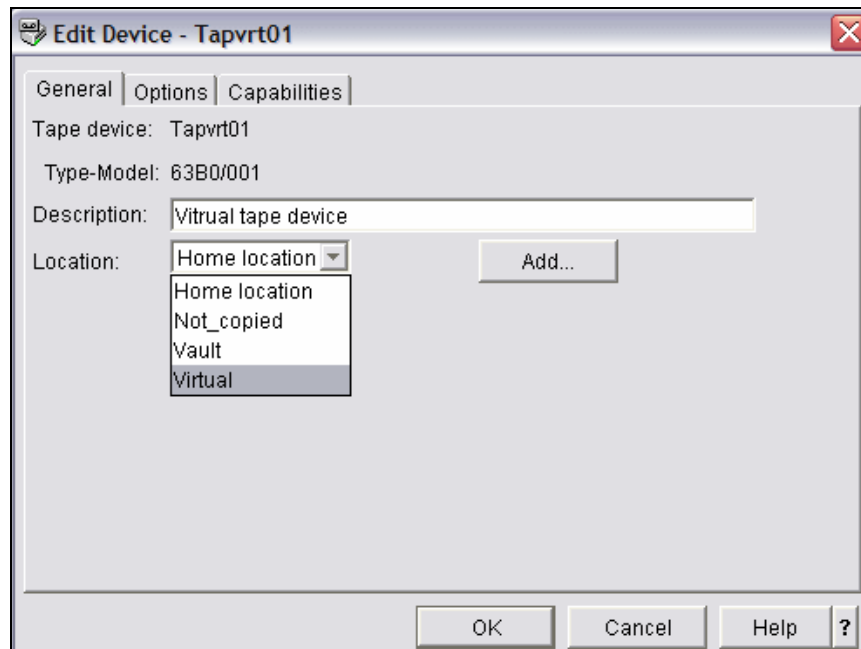 Edit Device - Tapvrt01
General Options Capabilities
Tape device: Tapvrt01
Type-Model: 63B0/001
Description: Vitrual tape device
Location: Home location Add...
Home location
Not_copied
Vault
Virtual
OK Cancel Help ?